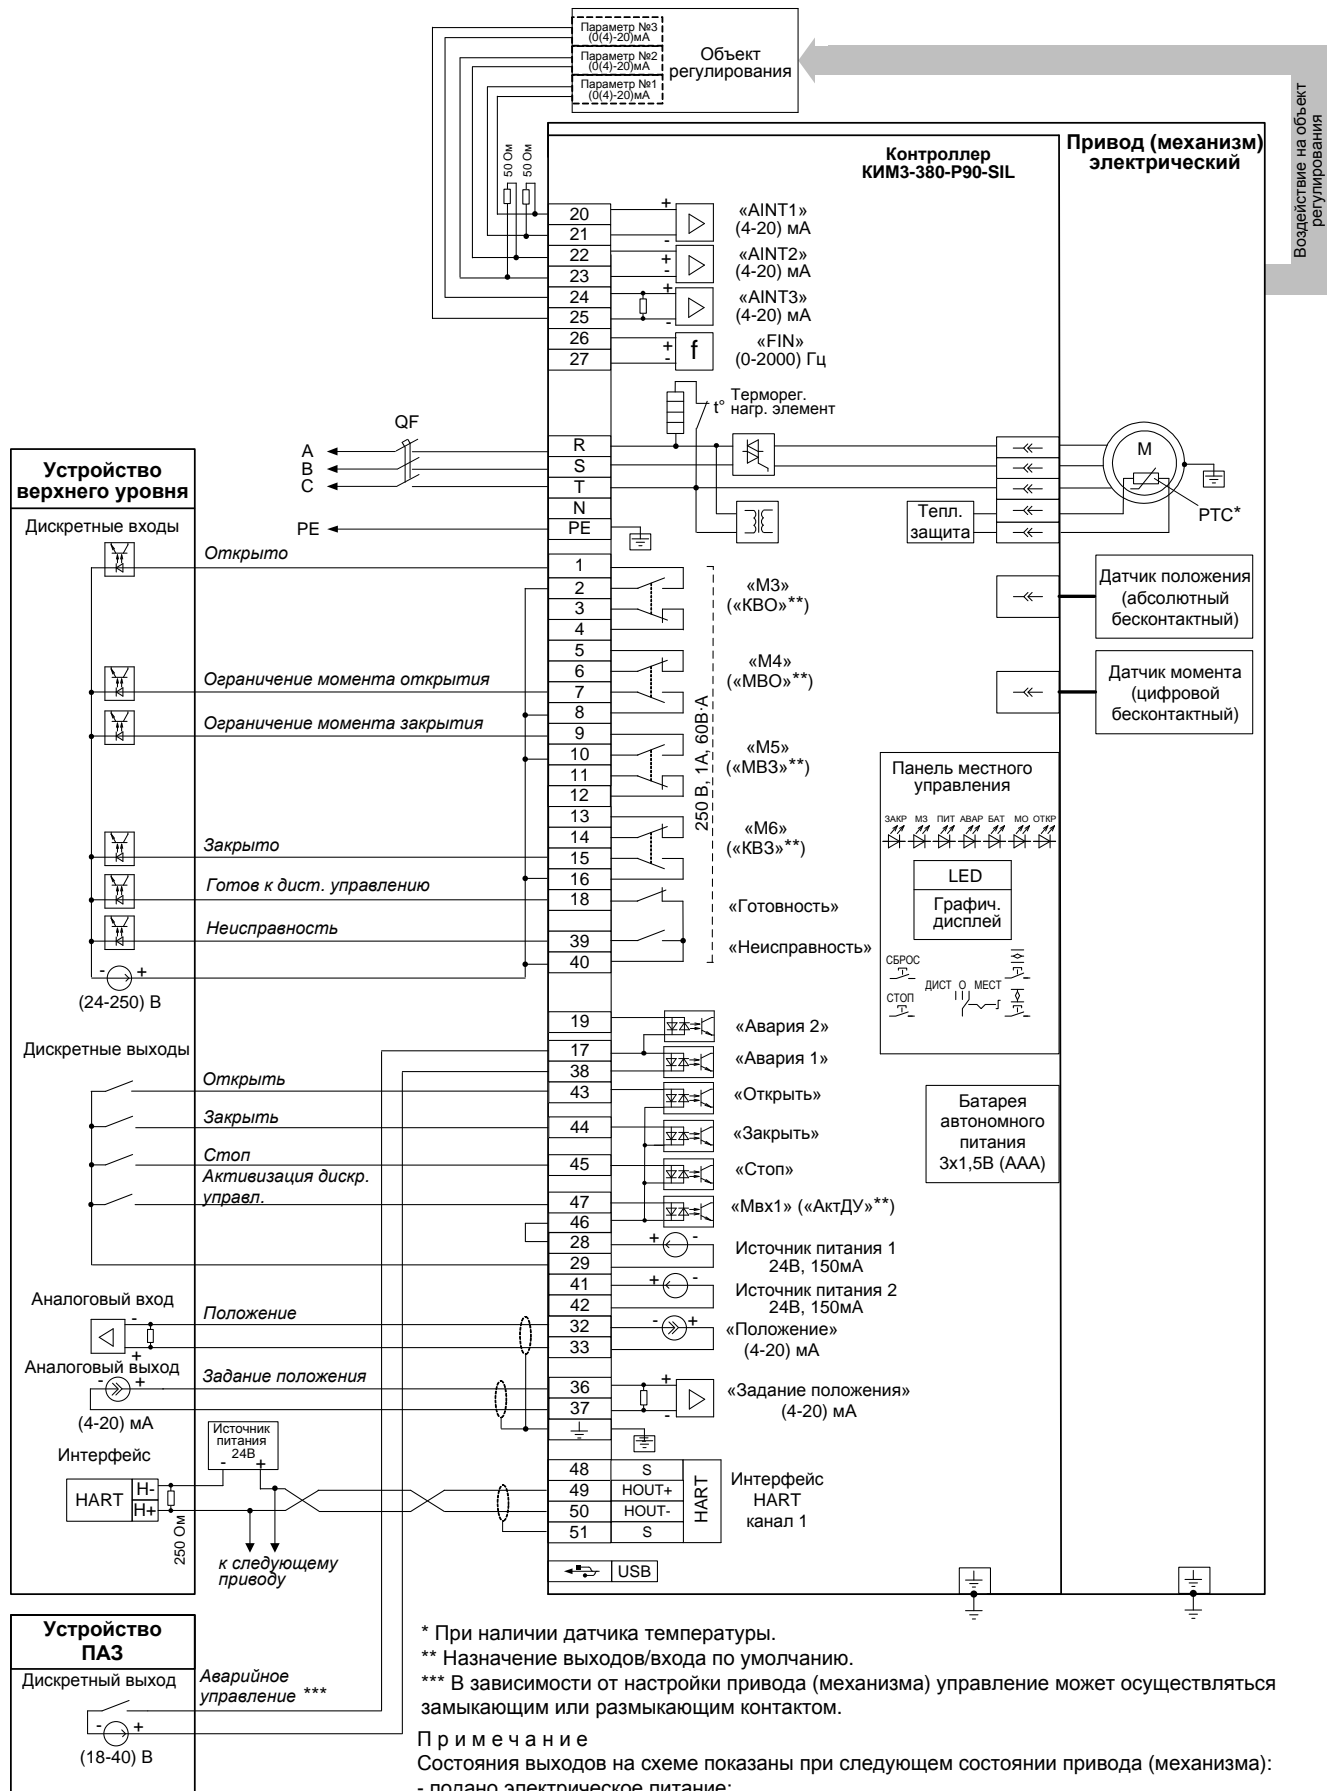 Параметр №3
(0(4)-20)мА
Параметр №2
(0(4)-20)мА
Параметр №1
(0(4)-20)мА
Объект
регулирования
Воздействие на объект
регулирования
50 Ом
50 Ом
Контроллер
КИМ3-380-Р90-SIL
Привод (механизм)
электрический
20
21
22
23
24
25
26
27
+
-
«AINT1»
(4-20) мА
+
-
«AINT2»
(4-20) мА
+
-
«AINT3»
(4-20) мА
+
-
f
«FIN»
(0-2000) Гц
t°
Терморег.
нагр. элемент
QF
A
B
C
PE
R
S
T
N
PE
M
PTC*
Тепл.
защита
Устройство
верхнего уровня
Дискретные входы
Открыто
Ограничение момента открытия
Ограничение момента закрытия
Закрыто
Готов к дист. управлению
Неисправность
- +
(24-250) В
1
2
3
4
5
6
7
8
9
10
11
12
13
14
15
16
18
39
40
«М3»
(«КВО»**)
«М4»
(«МВО»**)
«М5»
(«МВЗ»**)
«М6»
(«КВЗ»**)
«Готовность»
«Неисправность»
250 В, 1А, 60В·А
Датчик положения
(абсолютный
бесконтактный)
Датчик момента
(цифровой
бесконтактный)
Панель местного
управления
ЗАКР МЗ ПИТ АВАР БАТ МО ОТКР
LED
Графич.
дисплей
СБРОС
СТОП
ДИСТ О МЕСТ
Батарея
автономного
питания
3х1,5В (ААА)
Дискретные выходы
Открыть
Закрыть
Стоп
Активизация дискр.
управл.
19
17
38
43
44
45
47
46
28
29
41
42
32
33
36
37
«Авария 2»
«Авария 1»
«Открыть»
«Закрыть»
«Стоп»
«Мвх1» («АктДУ»**)
+ -
Источник питания 1
24В, 150мА
+ -
Источник питания 2
24В, 150мА
- +
«Положение»
(4-20) мА
+
-
«Задание положения»
(4-20) мА
Аналоговый вход
-
+
Положение
Аналоговый выход
- +
Задание положения
(4-20) мА
Источник
питания
24В
- +
Интерфейс
HART
H-
H+
250 Ом
к следующему
приводу
48 S
49 HOUT+
50 HOUT-
51 S
HART
Интерфейс
HART
канал 1
USB
Устройство
ПАЗ
Дискретный выход
Аварийное
управление ***
- +
(18-40) В
* При наличии датчика температуры.
** Назначение выходов/входа по умолчанию.
*** В зависимости от настройки привода (механизма) управление может осуществляться
замыкающим или размыкающим контактом.
П р и м е ч а н и е
Состояния выходов на схеме показаны при следующем состоянии привода (механизма):
- подано электрическое питание;